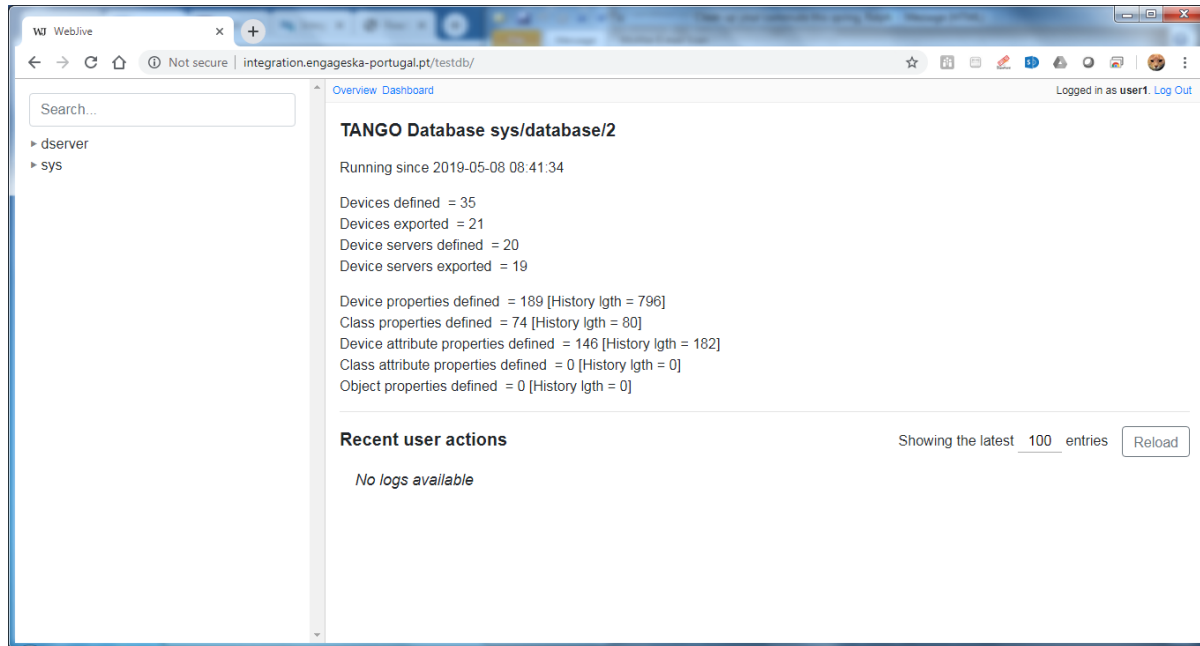 WJ WebJive
Not secure | integration.engageska-portugal.pt/testdb/
Search...
dserver
sys
Overview Dashboard
Logged in as user1. Log Out
TANGO Database sys/database/2
Running since 2019-05-08 08:41:34
Devices defined = 35
Devices exported = 21
Device servers defined = 20
Device servers exported = 19
Device properties defined = 189 [History lgth = 796]
Class properties defined = 74 [History lgth = 80]
Device attribute properties defined = 146 [History lgth = 182]
Class attribute properties defined = 0 [History lgth = 0]
Object properties defined = 0 [History lgth = 0]
Recent user actions
Showing the latest 100 entries Reload
No logs available